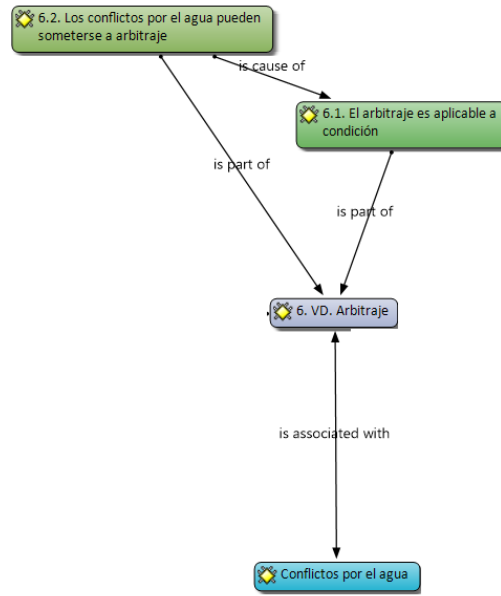 6.2. Los conflictos por el agua pueden
someterse a arbitraje
is cause of
6.1. El arbitraje es aplicable a
condición
is part of
is part of
6. VD. Arbitraje
is associated with
Conflictos por el agua